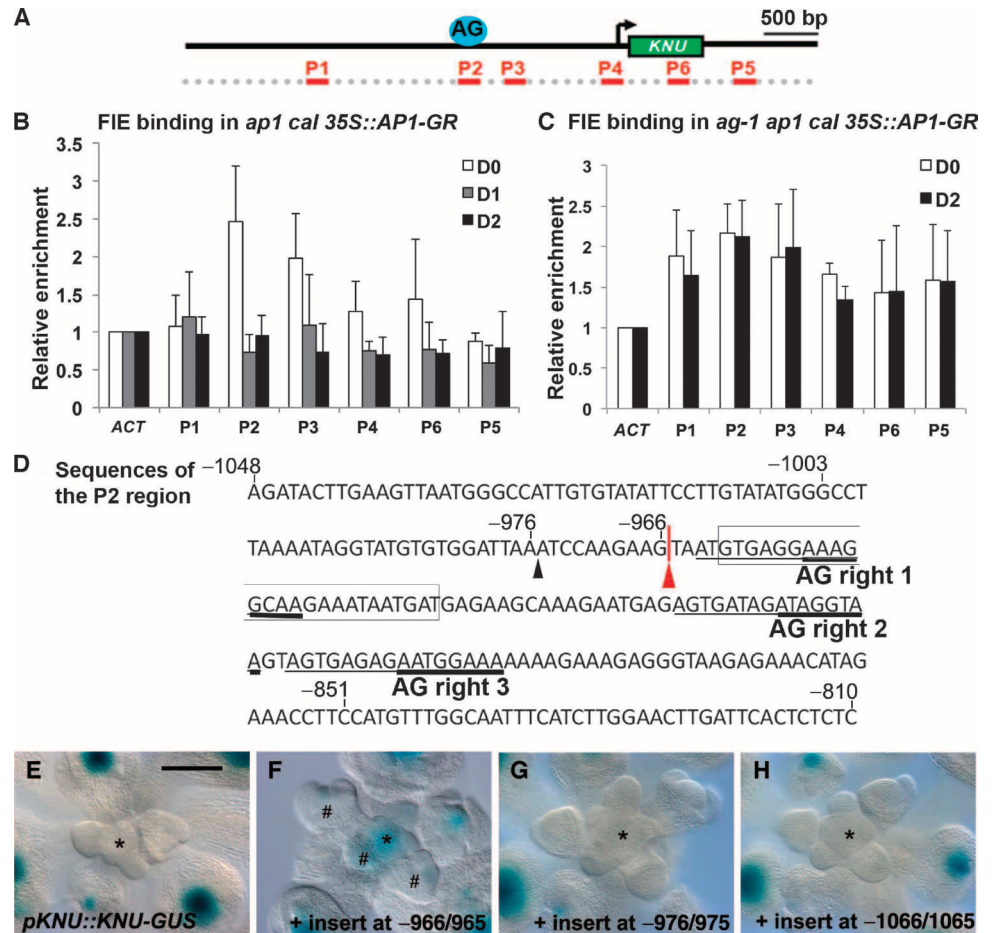 A
500 bp
AG
KNU
P1 P2 P3 P4 P6 P5
B FIE binding in ap1 cal 35S::AP1-GR
Relative enrichment
3.5
3
2.5
2
1.5
1
0.5
0
D0
D1
D2
ACT P1 P2 P3 P4 P6 P5
C FIE binding in ag-1 ap1 cal 35S::AP1-GR
Relative enrichment
3
2.5
2
1.5
1
0.5
0
D0
D2
ACT P1 P2 P3 P4 P6 P5
D Sequences of the P2 region
−1048 −1003
AGATACTTGAAGTTAATGGGCCATTGTGTATATTCCTTGTATATGGGCCT
−976 −966
TAAAATAGGTATGTGTGGATTAAATCCAAGAAGTAATGTGAGGAAAG
AG right 1
GCAAGAAATAATGATGAGAAGCAAAGAATGAGAGTGATAGATAGGTA
AG right 2
AGTAGTGAGAGAATGGAAAAAAAGAAAGAGGGTAAGAGAAACATAG
AG right 3
−851 −810
AAACCTTCCATGTTTGGCAATTTCATCTTGGAACTTGATTCACTCTCTC
E
*
pKNU::KNU-GUS
F
#
*
#
#
+ insert at −966/965
G
*
+ insert at −976/975
H
*
+ insert at −1066/1065